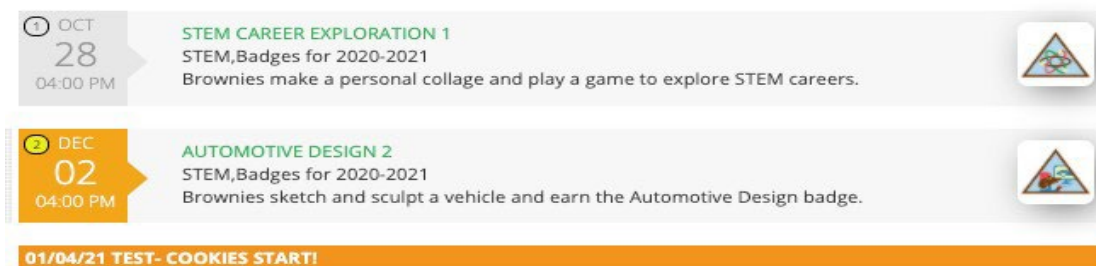 1 OCT
28
04:00 PM
STEM CAREER EXPLORATION 1
STEM,Badges for 2020-2021
Brownies make a personal collage and play a game to explore STEM careers.
2 DEC
02
04:00 PM
AUTOMOTIVE DESIGN 2
STEM,Badges for 2020-2021
Brownies sketch and sculpt a vehicle and earn the Automotive Design badge.
01/04/21 TEST- COOKIES START!